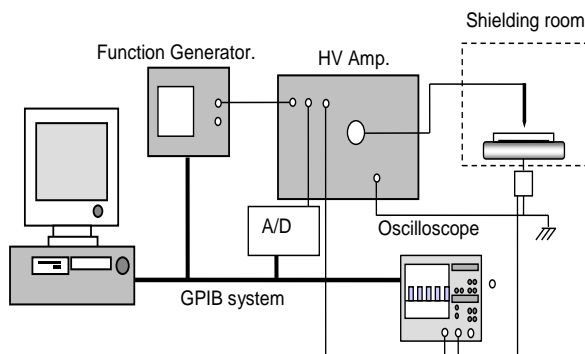 Shielding room
Function Generator.
HV Amp.
A/D
Oscilloscope
GPIB system